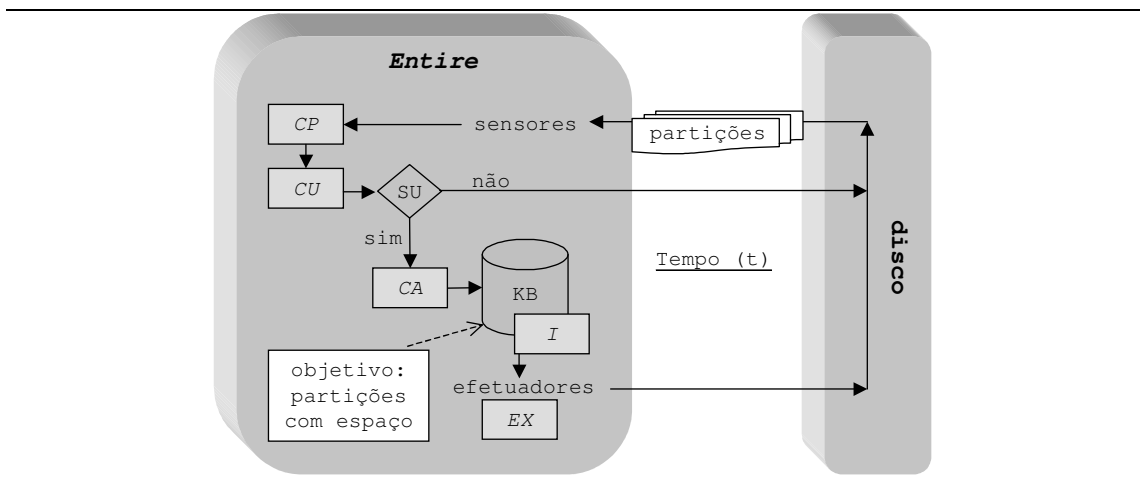 Entire
CP
sensores
partições
CU
SU
não
sim
CA
KB
Tempo (t)
disco
I
objetivo:
partições
com espaço
efetuadores
EX